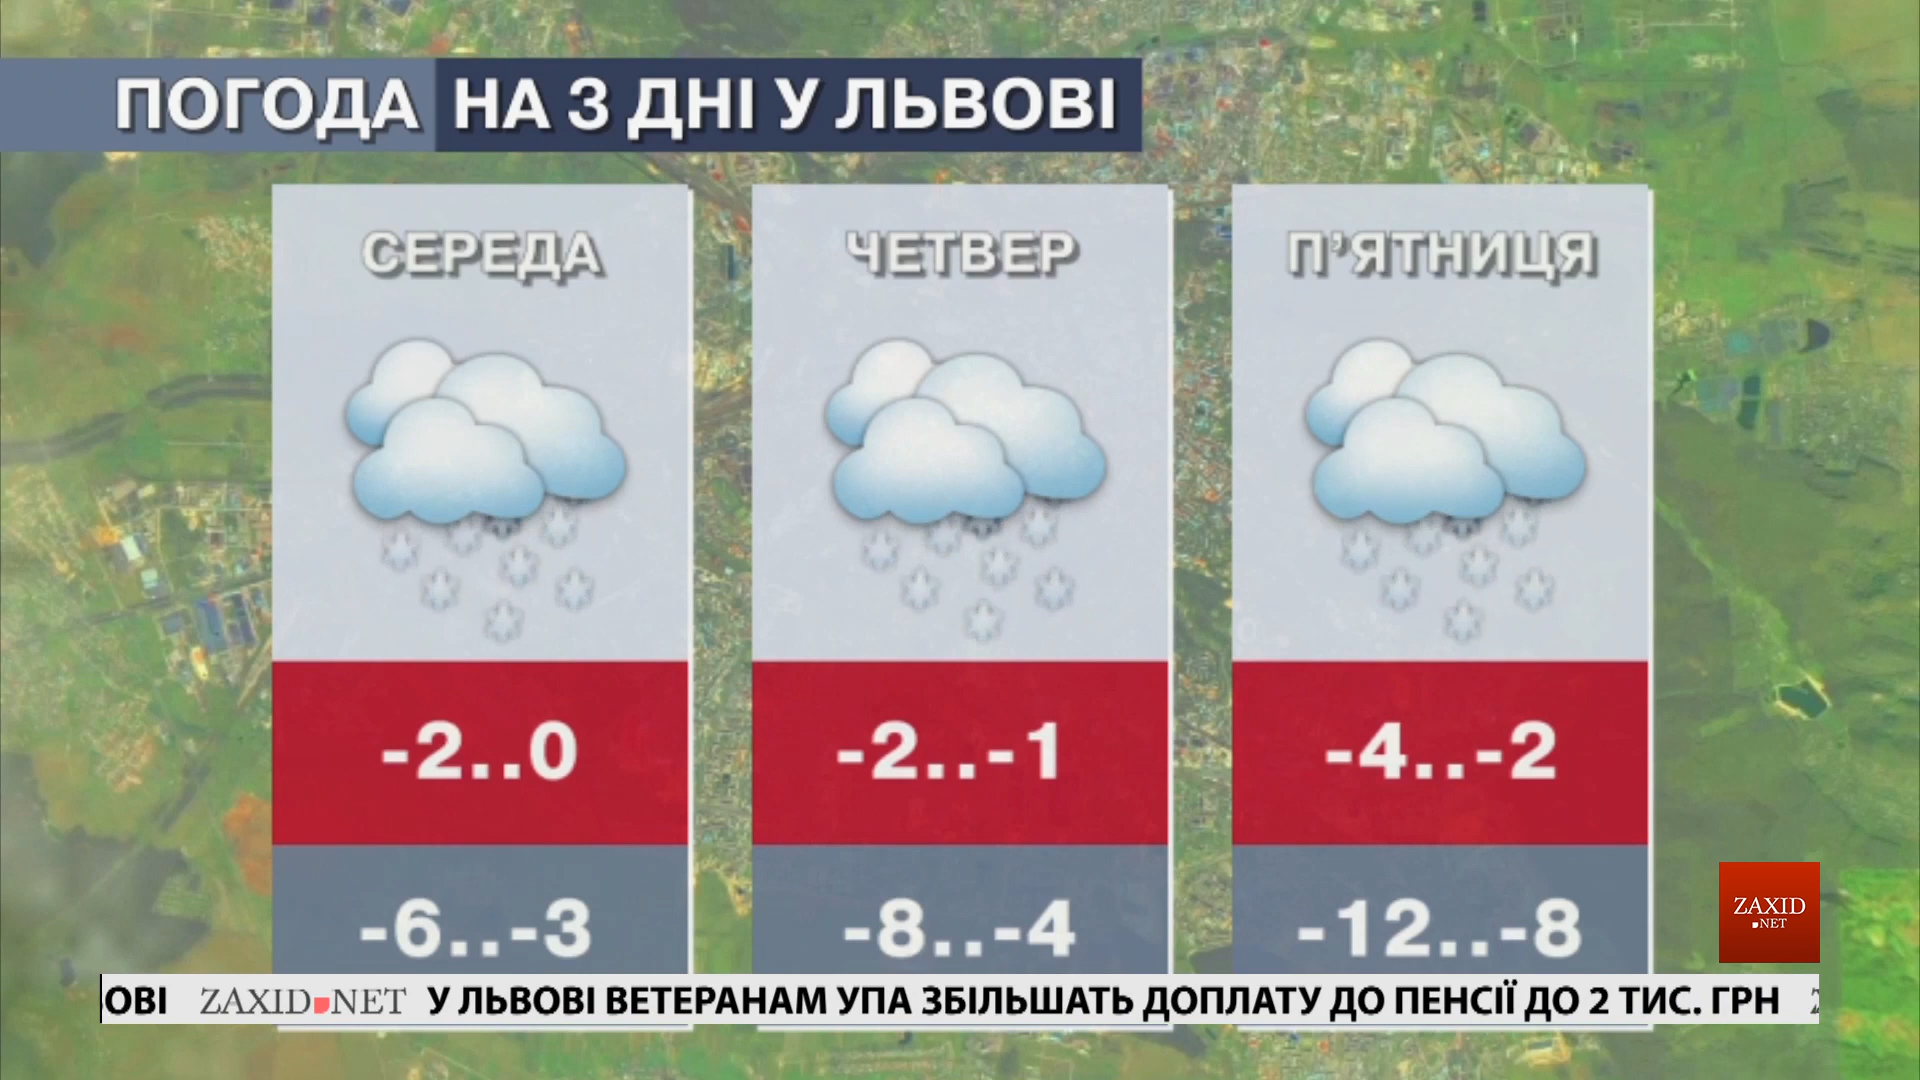 ПОГОДА НА 3 ДНІ У ЛЬВОВІ
СЕРЕДА
-2..0
-6..-3
ЧЕТВЕР
-2..-1
-8..-4
П’ЯТНИЦЯ
-4..-2
-12..-8
ZAXID
.NET
ОВІ ZAXID.NET У ЛЬВОВІ ВЕТЕРАНАМ УПА ЗБІЛЬШАТЬ ДОПЛАТУ ДО ПЕНСІЇ ДО 2 ТИС. ГРН